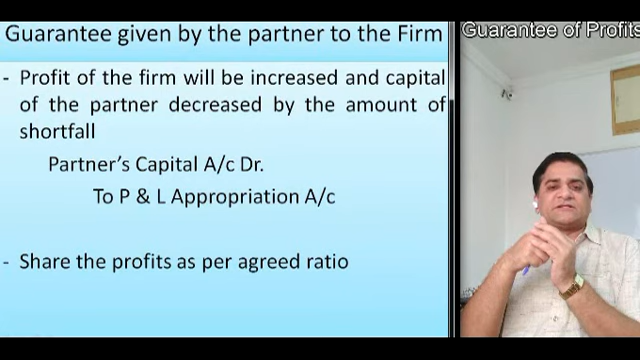 Guarantee given by the partner to the Firm
Guarantee of Profits
- Profit of the firm will be increased and capital
of the partner decreased by the amount of
shortfall
Partner's Capital A/c Dr.
To P & L Appropriation A/c
- Share the profits as per agreed ratio